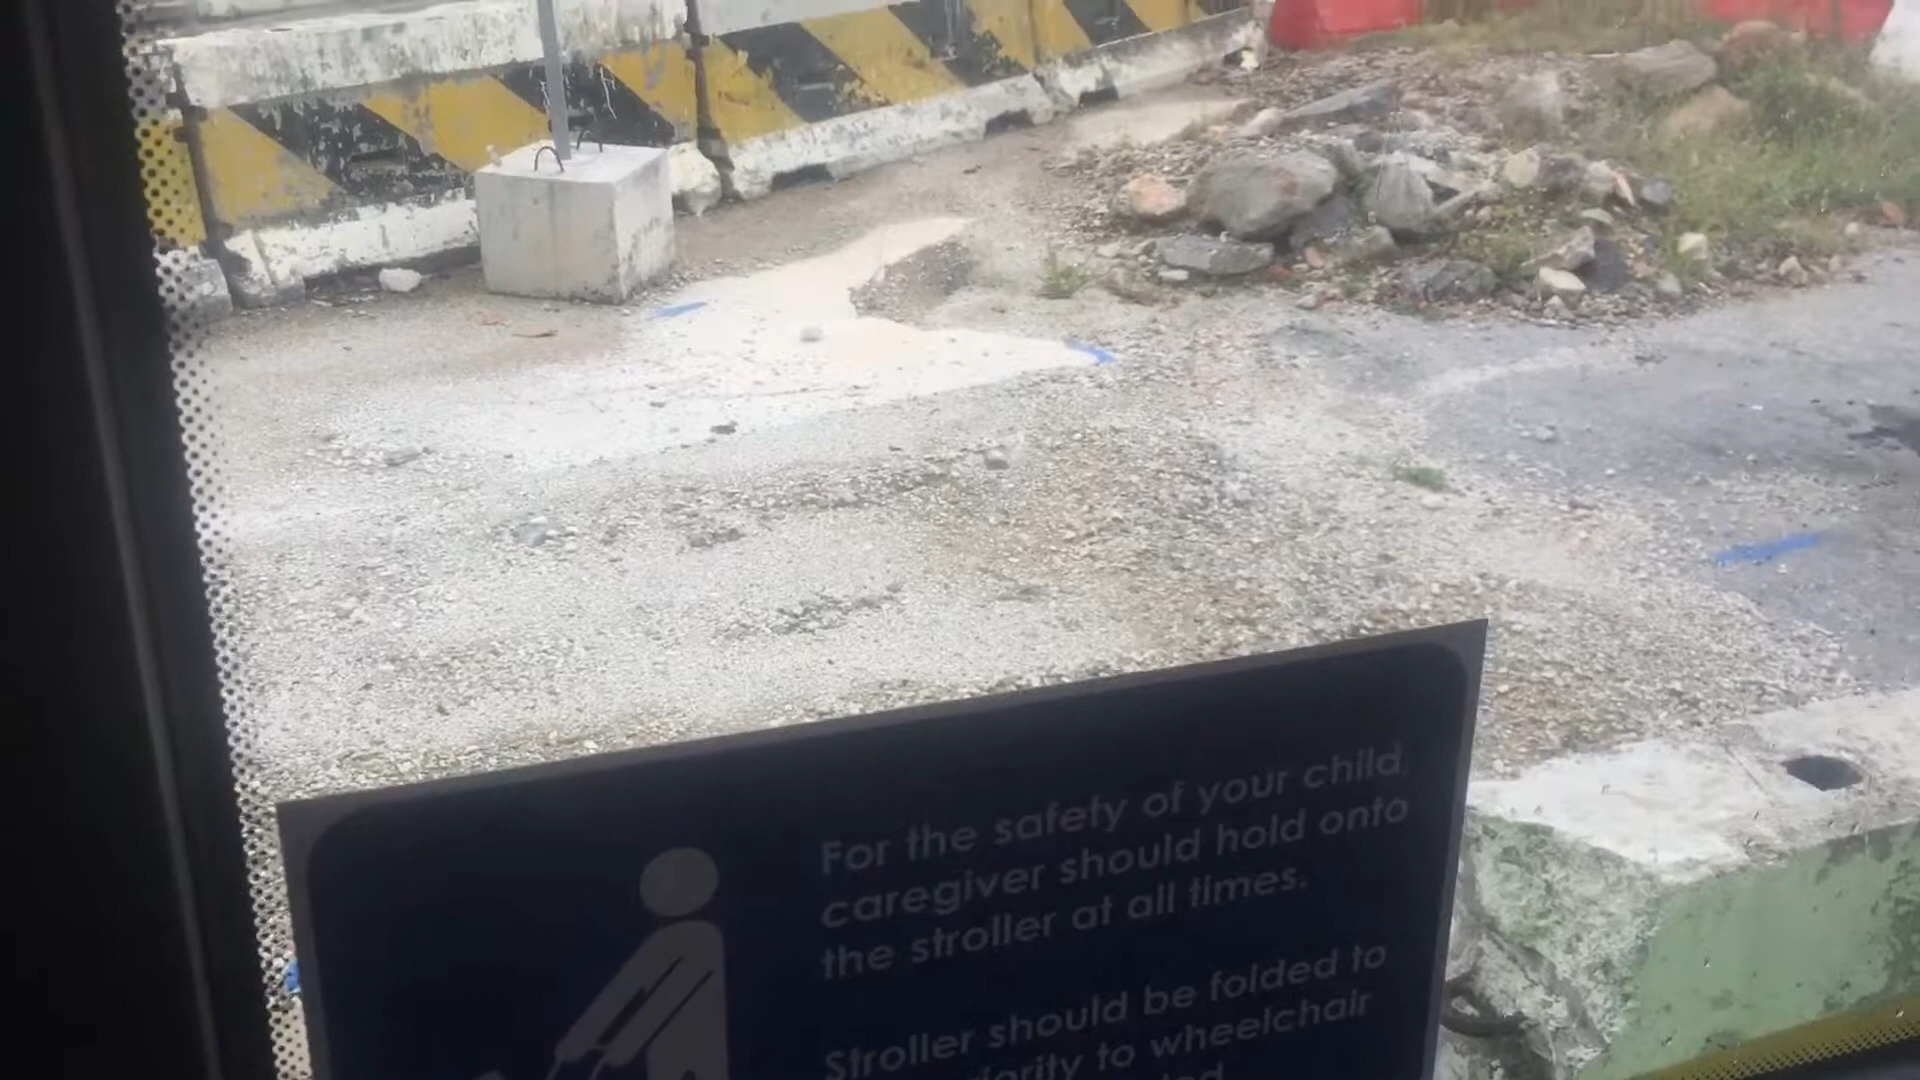 For the safety of your child,
caregiver should hold onto
the stroller at all times.
Stroller should be folded to
to wheelchair